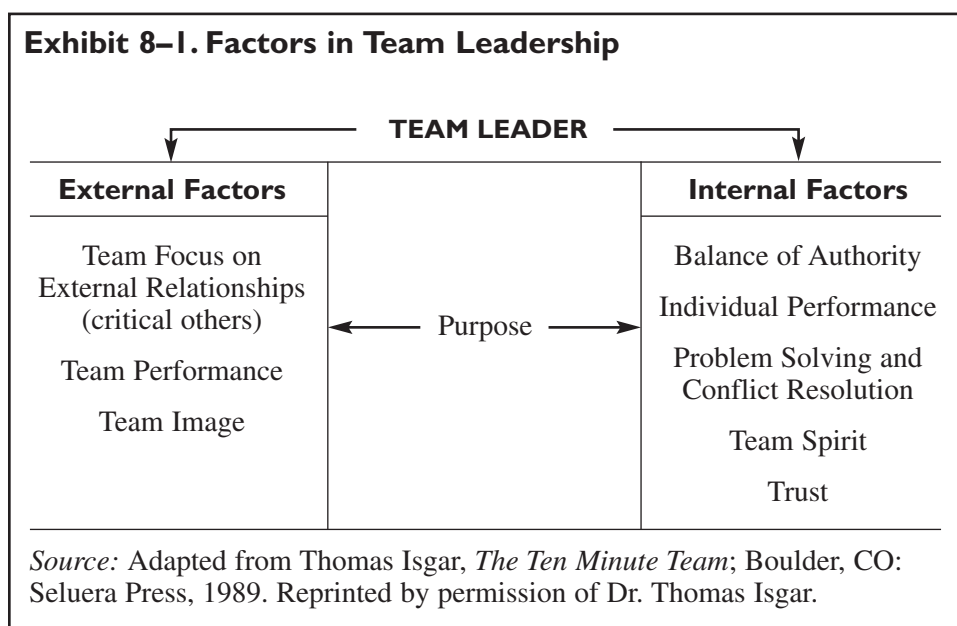 Exhibit 8–1. Factors in Team Leadership
TEAM LEADER
External Factors
Team Focus on
External Relationships
(critical others)
Team Performance
Team Image
Purpose
Internal Factors
Balance of Authority
Individual Performance
Problem Solving and
Conflict Resolution
Team Spirit
Trust
Source: Adapted from Thomas Isgar, The Ten Minute Team; Boulder, CO:
Seluera Press, 1989. Reprinted by permission of Dr. Thomas Isgar.